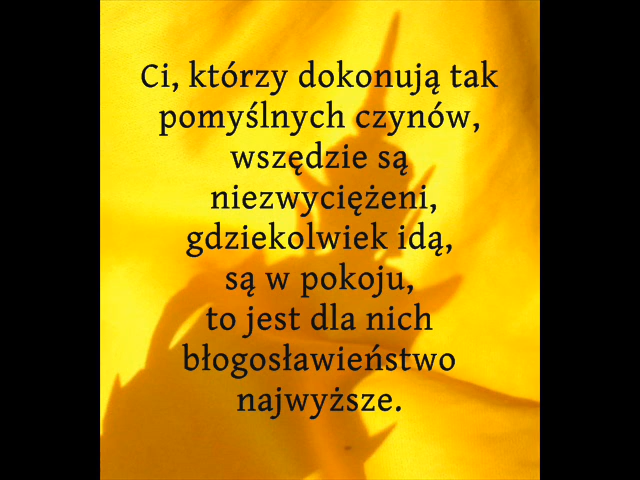 Ci, którzy dokonują tak
pomyślnych czynów,
wszędzie są
niezwyciężeni,
gdziekolwiek idą,
są w pokoju,
to jest dla nich
błogosławieństwo
najwyższe.